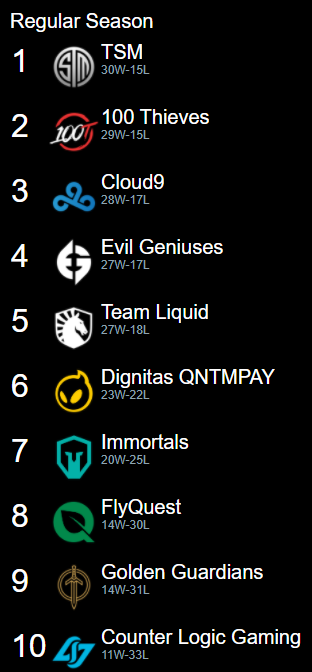 Regular Season
1
TSM
TSM
30W-15L
2
100T
100 Thieves
29W-15L
3
Cloud9
28W-17L
4
Evil Geniuses
27W-17L
5
Team Liquid
27W-18L
6
Dignitas QNTMPAY
23W-22L
7
Immortals
20W-25L
8
FlyQuest
14W-30L
9
Golden Guardians
14W-31L
10
Counter Logic Gaming
11W-33L